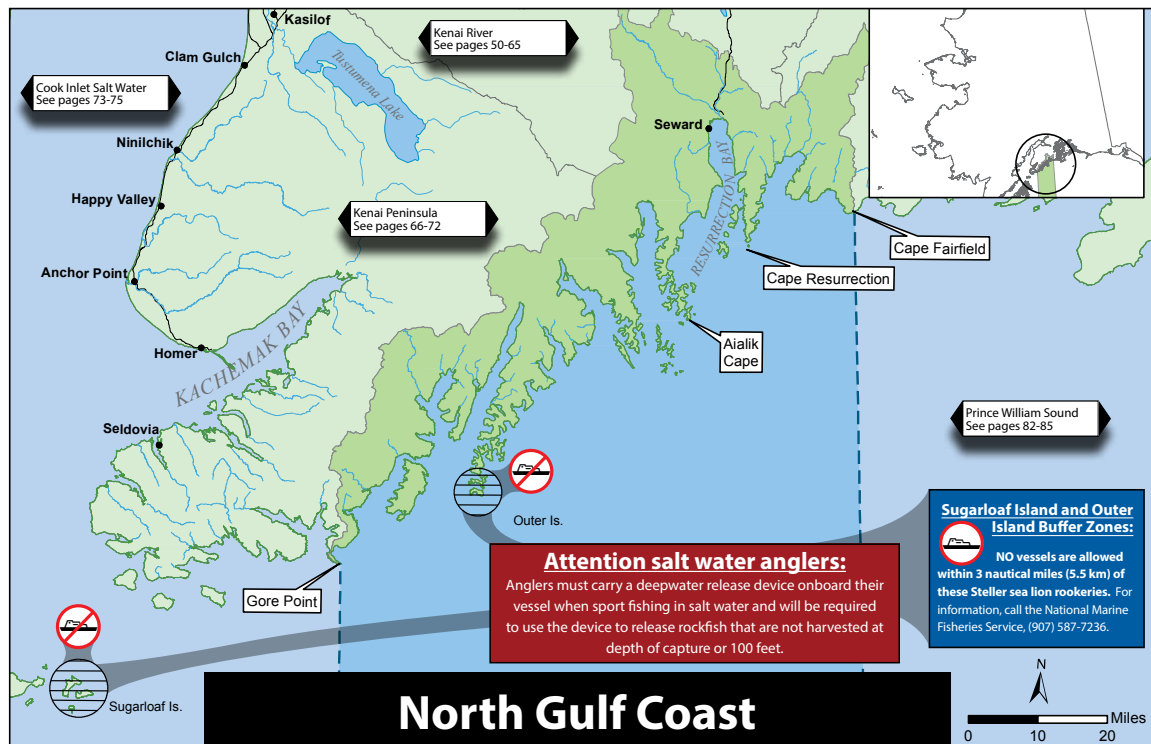 Kasilof
Kenai River
See pages 50-65
Clam Gulch
Tustumena Lake
Cook Inlet Salt Water
See pages 73-75
Seward
Ninilchik
RESURRECTION BAY
Happy Valley
Kenai Peninsula
See pages 66-72
Cape Fairfield
Cape Resurrection
Anchor Point
KACHEMAK BAY
Homer
Aialik
Cape
Seldovia
Prince William Sound
See pages 82-85
Outer Is.
Sugarloaf Island and Outer
Island Buffer Zones:
NO vessels are allowed
within 3 nautical miles (5.5 km) of
these Steller sea lion rookeries. For
information, call the National Marine
Fisheries Service, (907) 587-7236.
Attention salt water anglers:
Anglers must carry a deepwater release device onboard their
vessel when sport fishing in salt water and will be required
to use the device to release rockfish that are not harvested at
depth of capture or 100 feet.
Gore Point
Sugarloaf Is.
North Gulf Coast
N
Miles
0 10 20